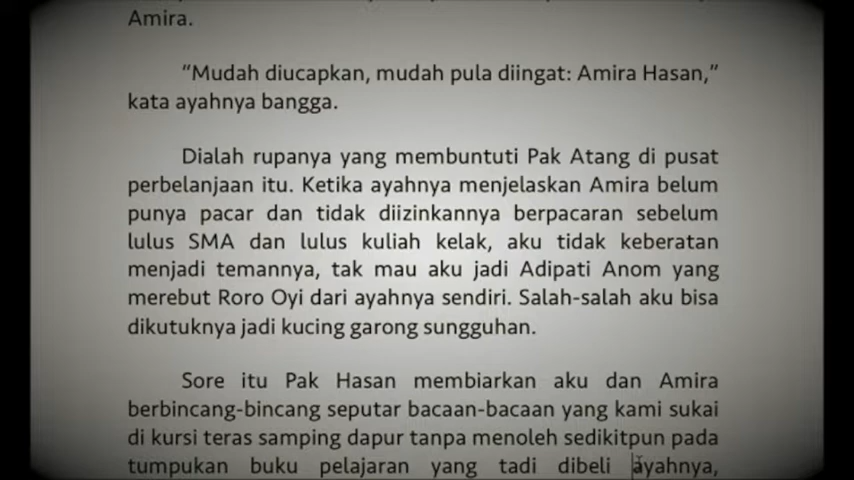 Amira.
“Mudah diucapkan, mudah pula diingat: Amira Hasan,”
kata ayahnya bangga.
Dialah rupanya yang membuntuti Pak Atang di pusat
perbelanjaan itu. Ketika ayahnya menjelaskan Amira belum
punya pacar dan tidak diizinkannya berpacaran sebelum
lulus SMA dan lulus kuliah kelak, aku tidak keberatan
menjadi temannya, tak mau aku jadi Adipati Anom yang
merebut Roro Oyi dari ayahnya sendiri. Salah-salah aku bisa
dikutuknya jadi kucing garong sungguhan.
Sore itu Pak Hasan membiarkan aku dan Amira
berbincang-bincang seputar bacaan-bacaan yang kami sukai
di kursi teras samping dapur tanpa menoleh sedikitpun pada
tumpukan buku pelajaran yang tadi dibeli ayahnya,